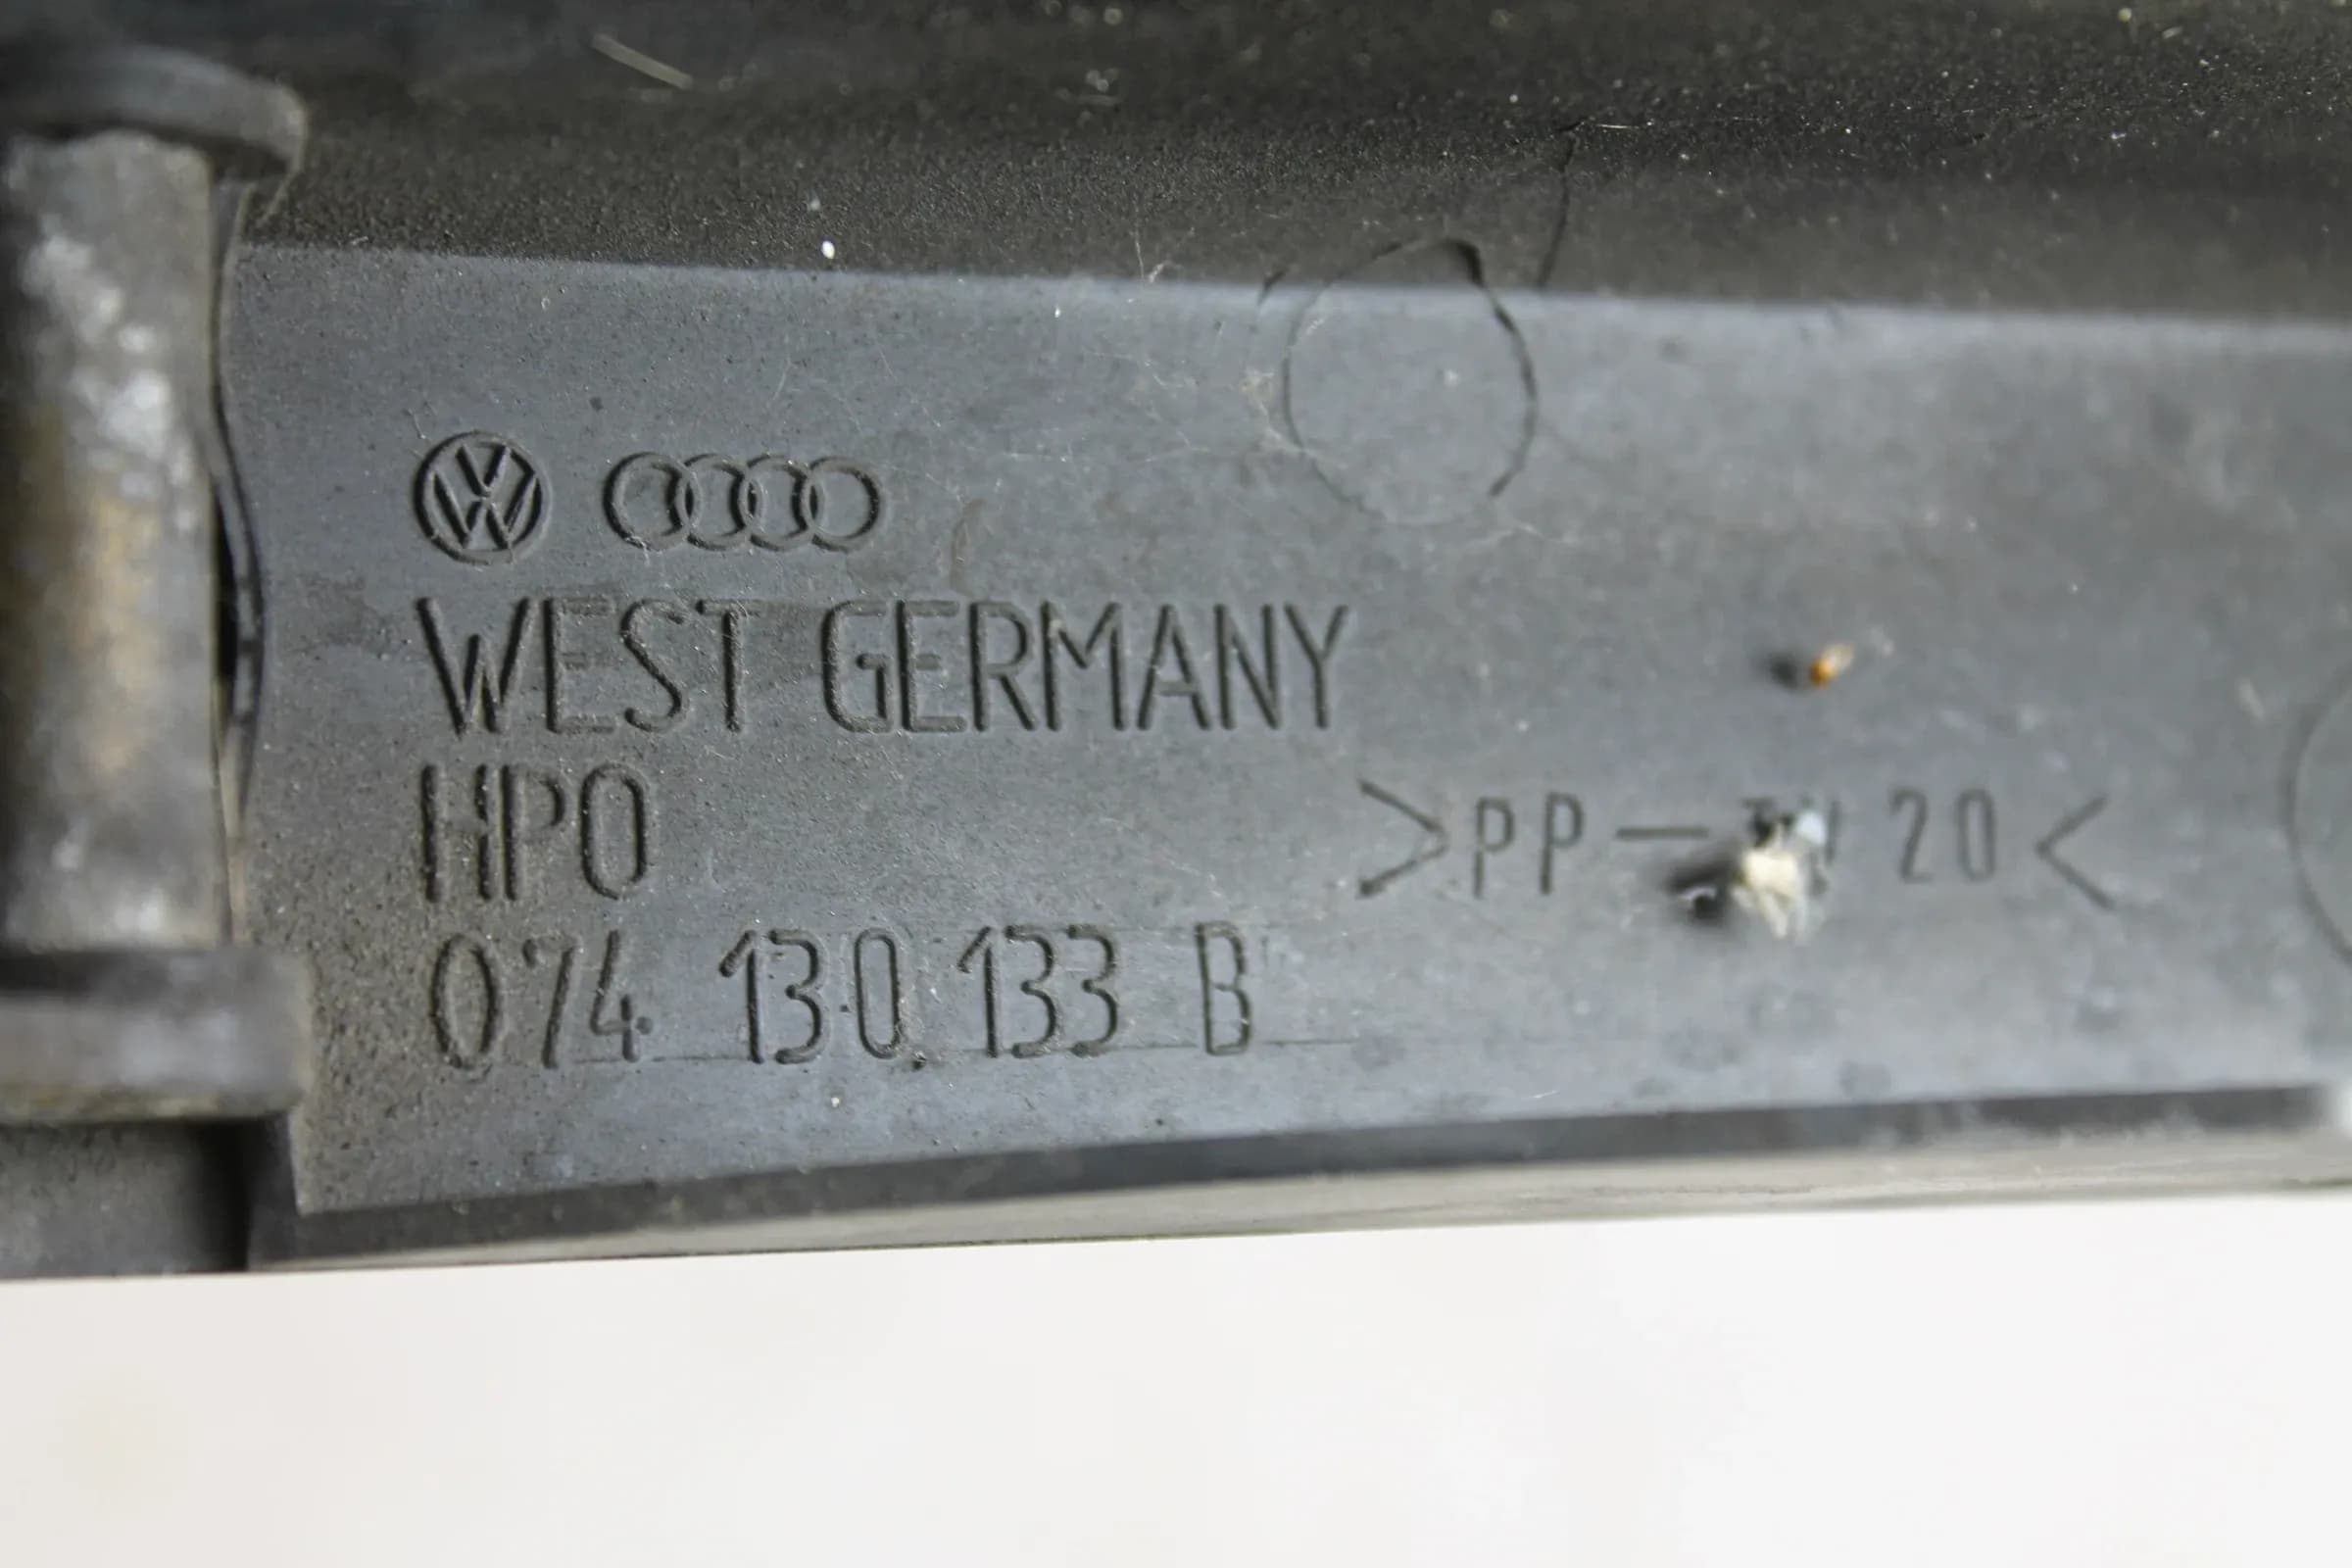 WEST GERMANY
HPO
>PP— 20<
074 130 133 B